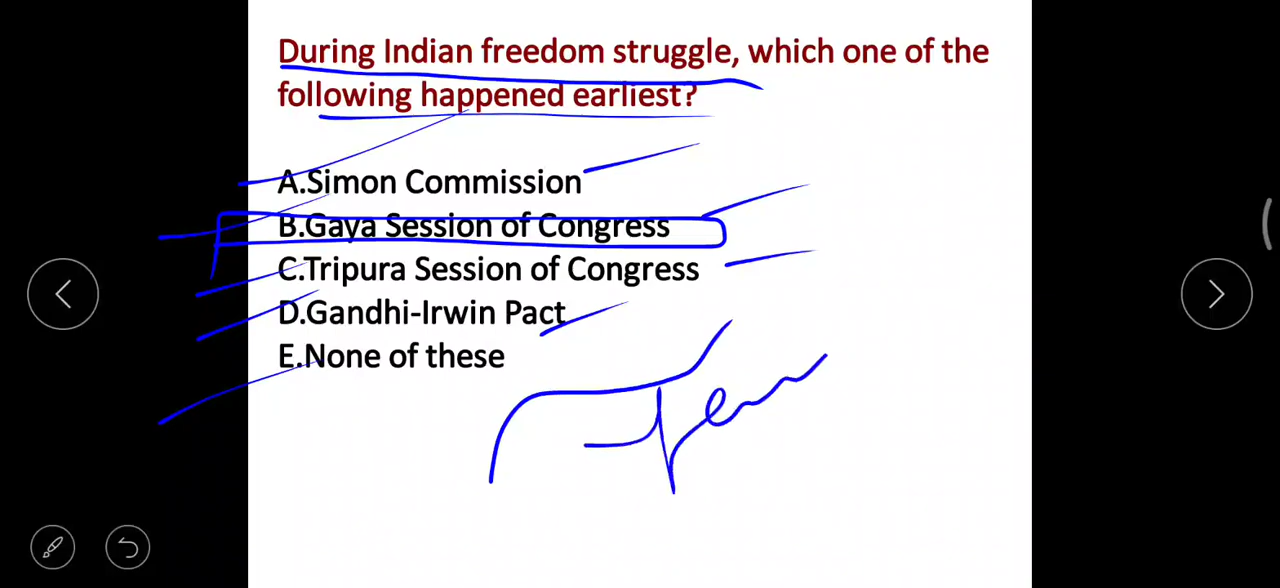 During Indian freedom struggle, which one of the
following happened earliest?
A.Simon Commission
B.Gaya Session of Congress
C.Tripura Session of Congress
D.Gandhi-Irwin Pact
E.None of these